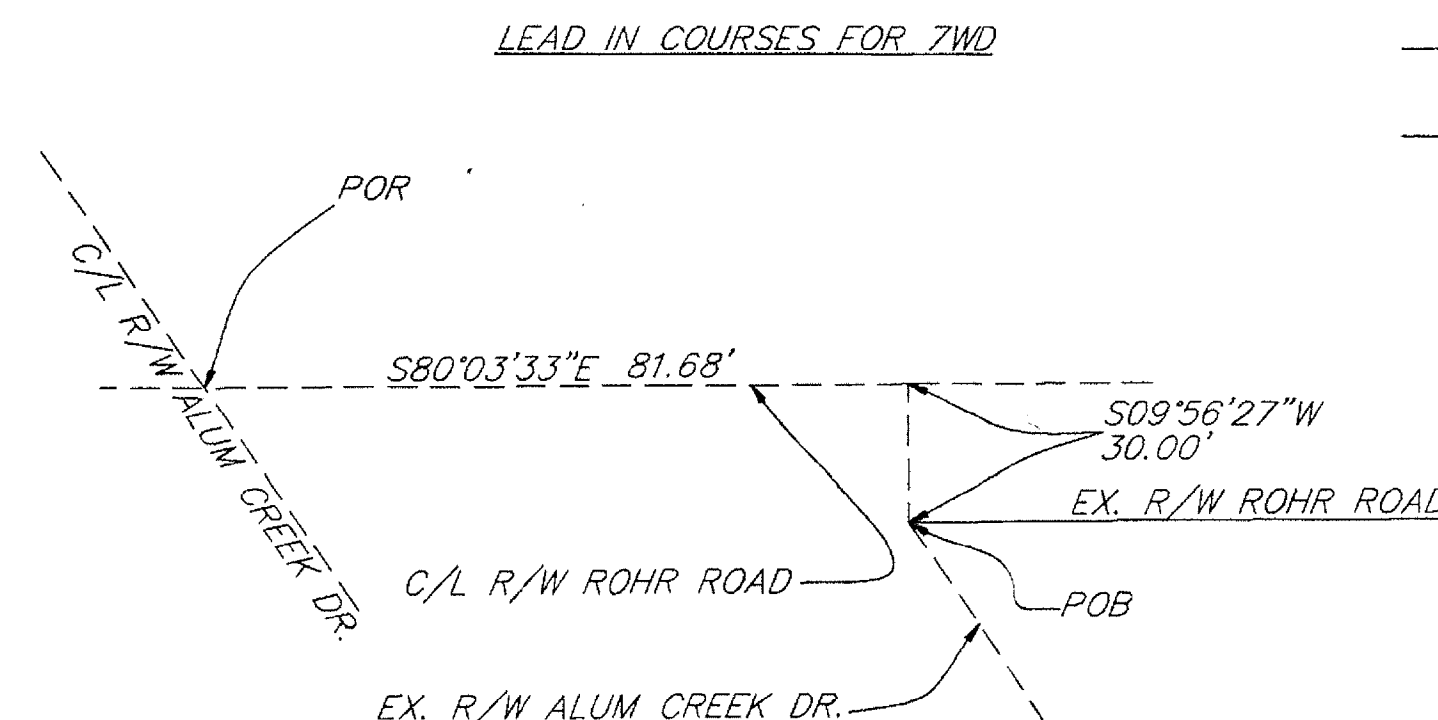 LEAD IN COURSES FOR 7WD
POR
C/L R/W ALUM CREEK DR.
S80°03'33"E 81.68'
S09°56'27"W
30.00'
EX. R/W ROHR ROAD
C/L R/W ROHR ROAD
POB
EX. R/W ALUM CREEK DR.